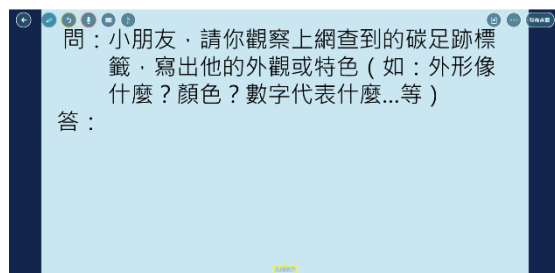 問：小朋友，請你觀察上網查到的碳足跡標
籤，寫出他的外觀或特色（如：外形像
什麼？顏色？數字代表什麼...等）
答：